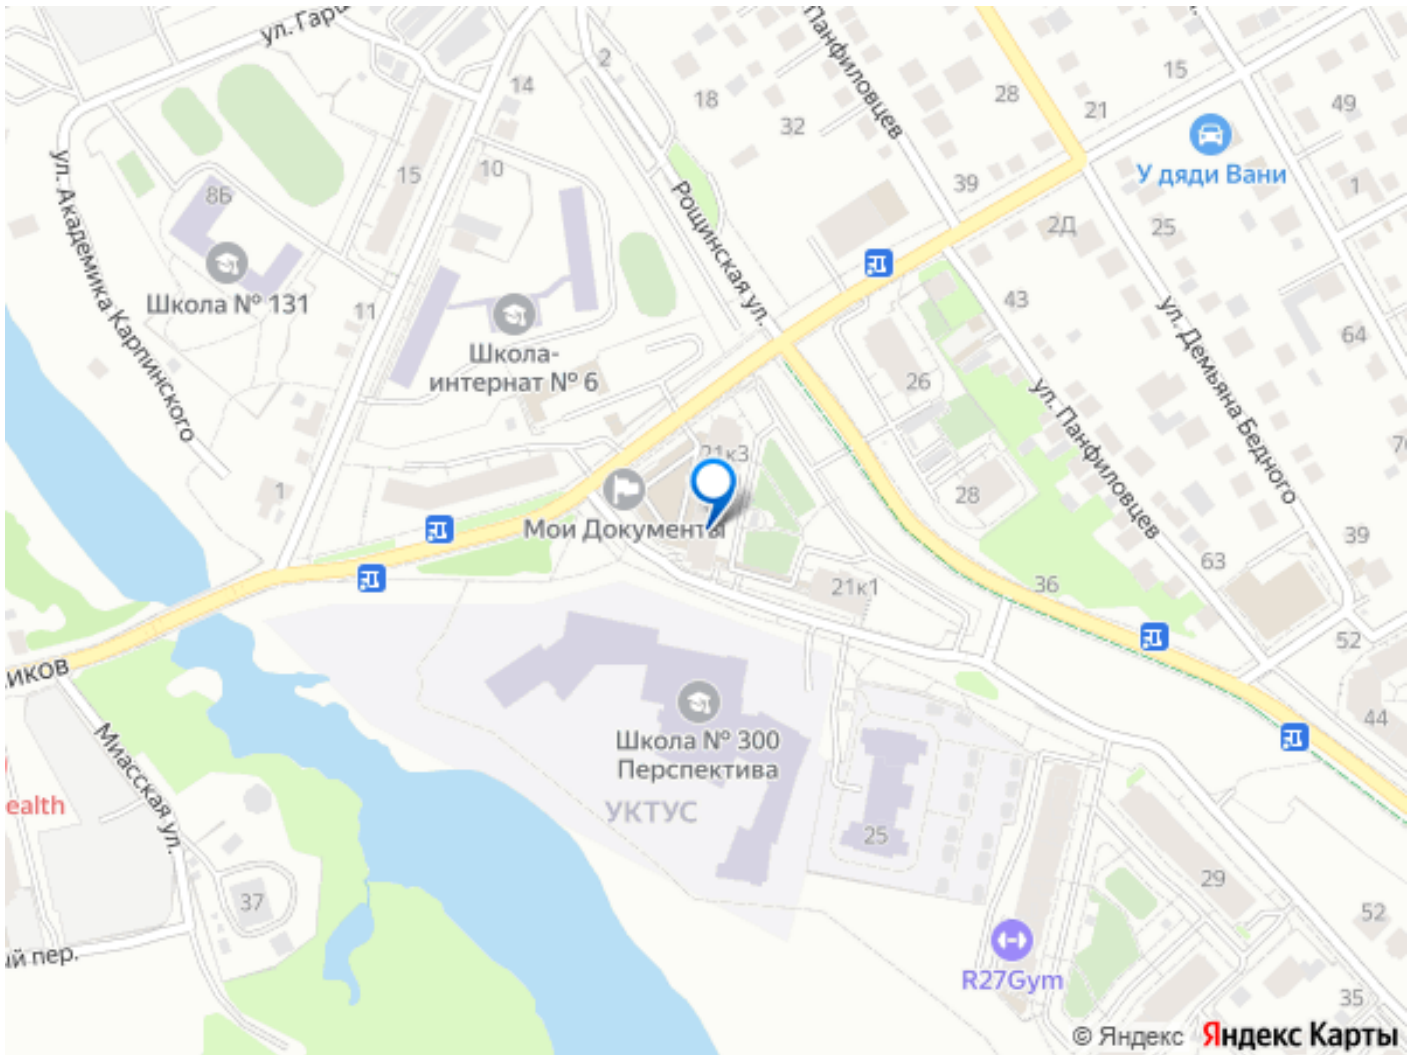 ул. Гарш
2
14
Панфиловцев
15
28
18
21
49
32
У дяди Вани
15
10
39
1
8Б
ул. Академика Карпинского
Рощинская ул.
2Д
25
Школа № 131
11
43
64
Школа-
интернат № 6
26
ул. Панфиловцев
ул. Демьяна Бедного
21к3
1
28
Мои Документы
39
63
36
21к1
52
ИКОВ
44
Школа № 300
Перспектива
Миасская ул.
УКТУС
ealth
25
29
37
52
й пер.
R27Gym
35
© Яндекс Яндекс Карты